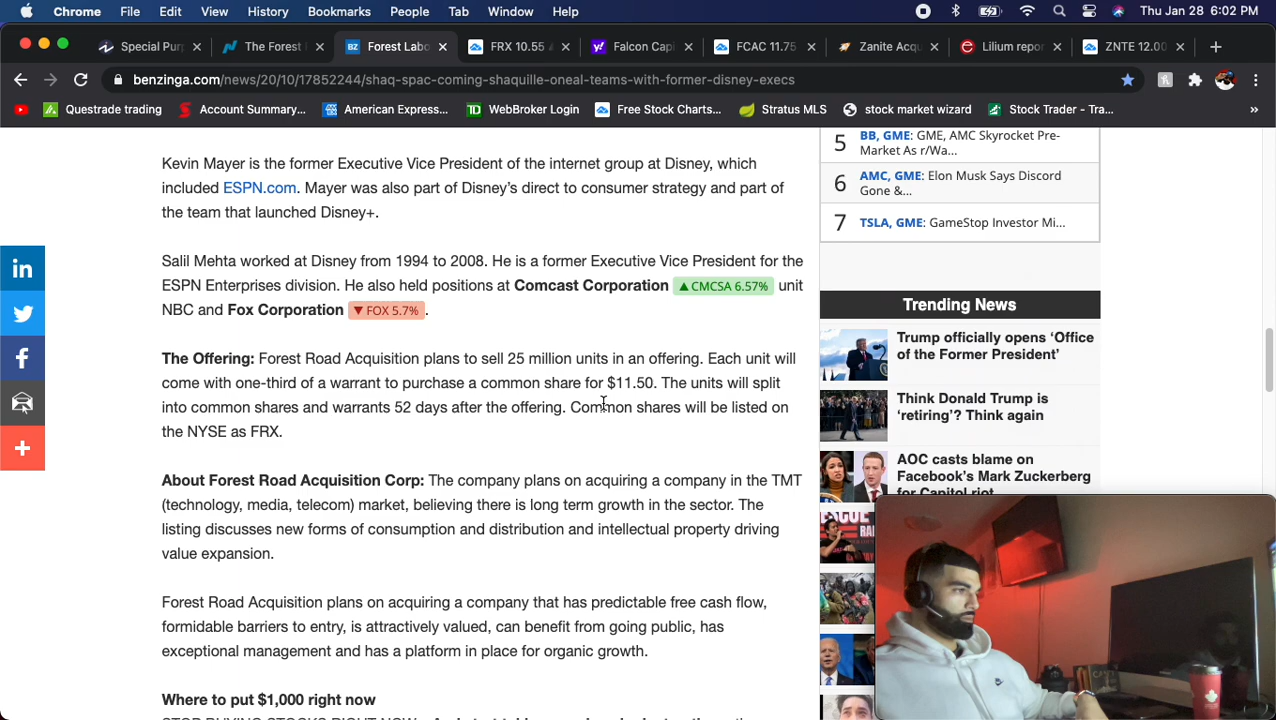 Chrome File Edit View History Bookmarks People Tab Window Help Thu Jan 28 6:02 PM
Special Pur
The Forest
BZ Forest Labo
FRX 10.55
Falcon Capi
FCAC 11.75
Zanite Acqu
Lilium repor
ZNTE 12.00
benzinga.com/news/20/10/17852244/shaq-spac-coming-shaquille-oneal-teams-with-former-disney-execs
Questrade trading
Account Summary...
American Express...
TD WebBroker Login
Free Stock Charts...
Stratus MLS
stock market wizard
Stock Trader - Tra...
»
Kevin Mayer is the former Executive Vice President of the internet group at Disney, which
included ESPN.com. Mayer was also part of Disney's direct to consumer strategy and part of
the team that launched Disney+.
Salil Mehta worked at Disney from 1994 to 2008. He is a former Executive Vice President for the
ESPN Enterprises division. He also held positions at Comcast Corporation ▲ CMCSA 6.57% unit
NBC and Fox Corporation ▼ FOX 5.7% .
The Offering: Forest Road Acquisition plans to sell 25 million units in an offering. Each unit will
come with one-third of a warrant to purchase a common share for $11.50. The units will split
into common shares and warrants 52 days after the offering. Common shares will be listed on
the NYSE as FRX.
About Forest Road Acquisition Corp: The company plans on acquiring a company in the TMT
(technology, media, telecom) market, believing there is long term growth in the sector. The
listing discusses new forms of consumption and distribution and intellectual property driving
value expansion.
Forest Road Acquisition plans on acquiring a company that has predictable free cash flow,
formidable barriers to entry, is attractively valued, can benefit from going public, has
exceptional management and has a platform in place for organic growth.
Where to put $1,000 right now
5 BB, GME: GME, AMC Skyrocket Pre-
Market As r/Wa...
6 AMC, GME: Elon Musk Says Discord
Gone &...
7 TSLA, GME: GameStop Investor Mi...
Trending News
Trump officially opens 'Office
of the Former President'
Think Donald Trump is
'retiring'? Think again
AOC casts blame on
Facebook's Mark Zuckerberg
for Capitol riot